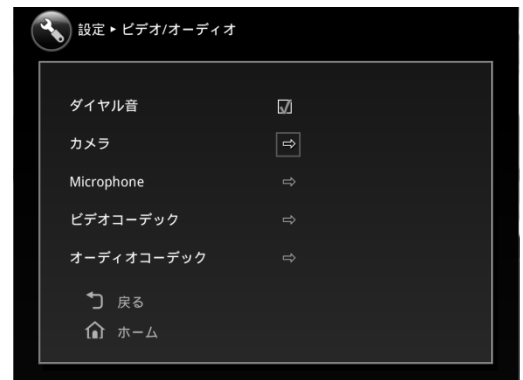 設定 ▸ ビデオ/オーディオ
ダイヤル音
カメラ
Microphone
ビデオコーデック
オーディオコーデック
戻る
ホーム